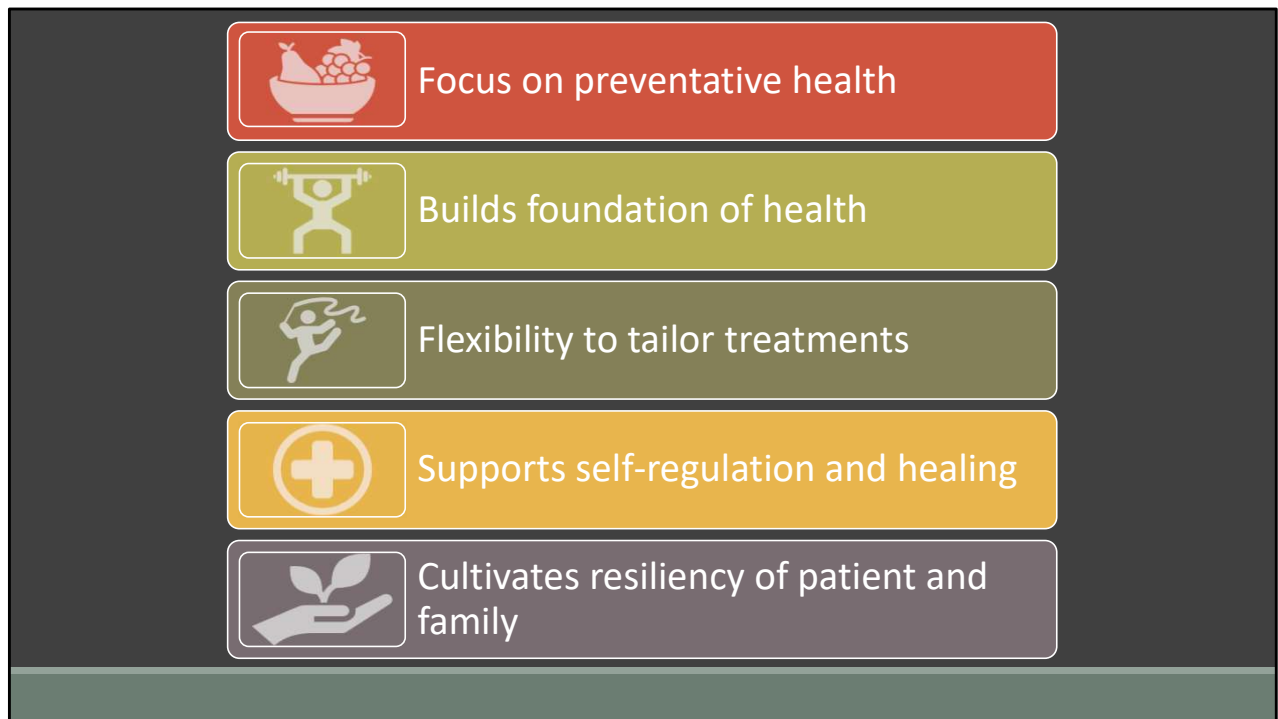 Focus on preventative health
Builds foundation of health
Flexibility to tailor treatments
Supports self-regulation and healing
Cultivates resiliency of patient and
family